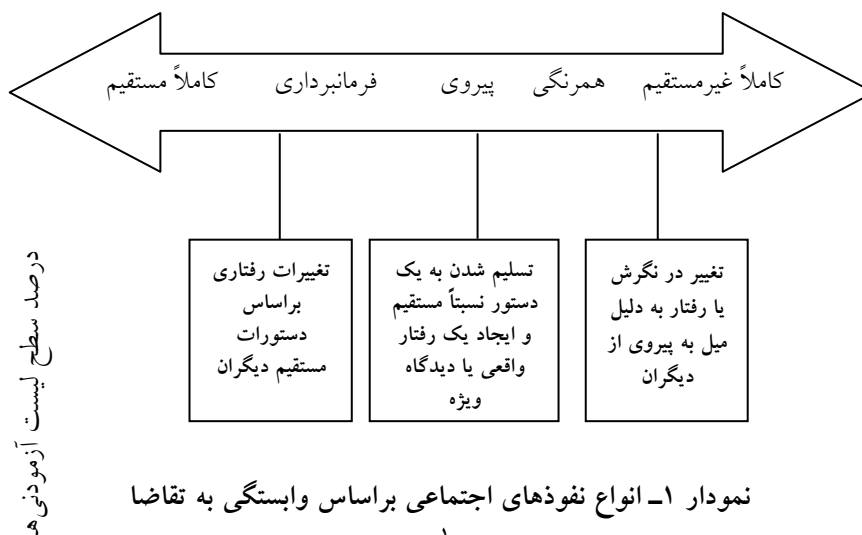 کاملاً غیرمستقیم همرنگی پیروی فرمانبرداری کاملاً مستقیم
تغییر در نگرش
یا رفتار به دلیل
میل به پیروی از
دیگران
تسلیم شدن به یک
دستور نسبتاً مستقیم
و ایجاد یک رفتار
واقعی یا دیدگاه
ویژه
تغییرات رفتاری
براساس
دستورات
مستقیم دیگران
درصد سطح لیست آزمودنی‌ه
نمودار ۱ـ انواع نفوذهای اجتماعی براساس وابستگی به تقاضا
۱